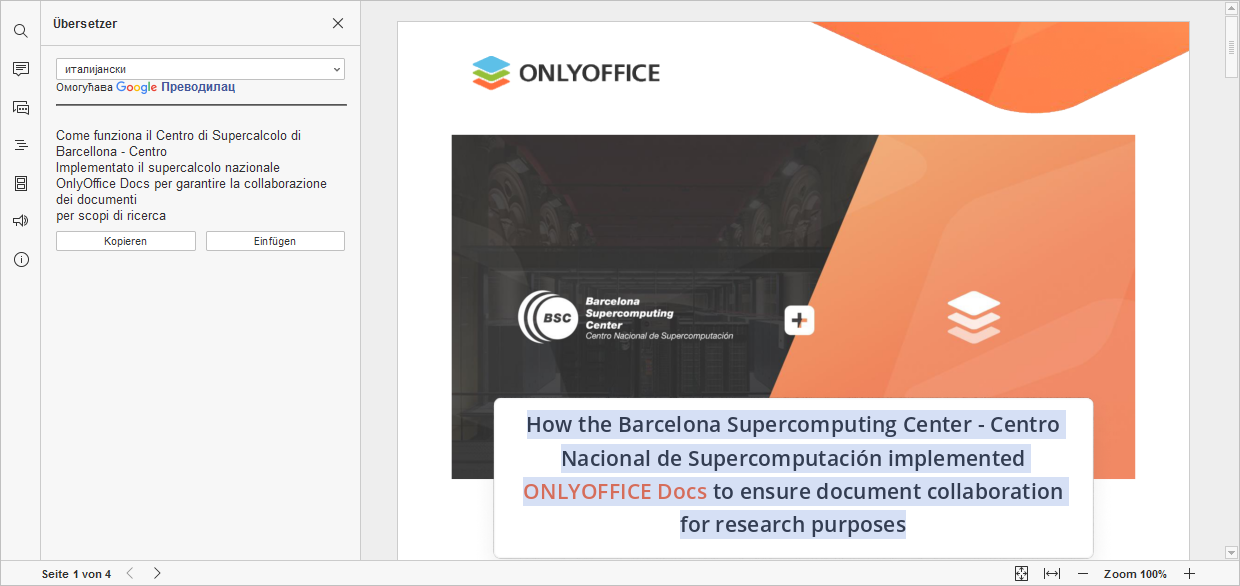 Übersetzer
италијански
Омогућава Google Преводилац
Come funziona il Centro di Supercalcolo di
Barcellona - Centro
Implementato il supercalcolo nazionale
OnlyOffice Docs per garantire la collaborazione
dei documenti
per scopi di ricerca
Kopieren
Einfügen
ONLYOFFICE
BSC
Barcelona
Supercomputing
Center
Centro Nacional de Supercomputación
How the Barcelona Supercomputing Center - Centro
Nacional de Supercomputación implemented
ONLYOFFICE Docs to ensure document collaboration
for research purposes
Seite 1 von 4
Zoom 100%